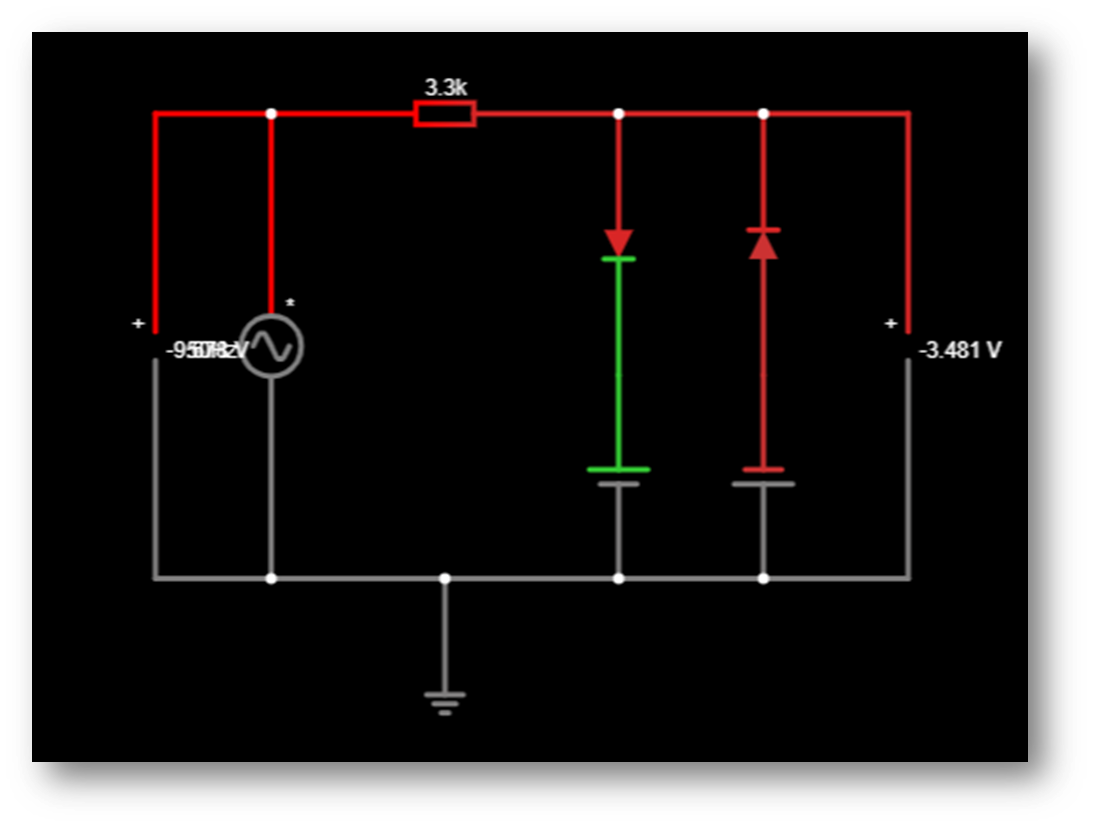 3.3k
*
+
+
-3.481 V